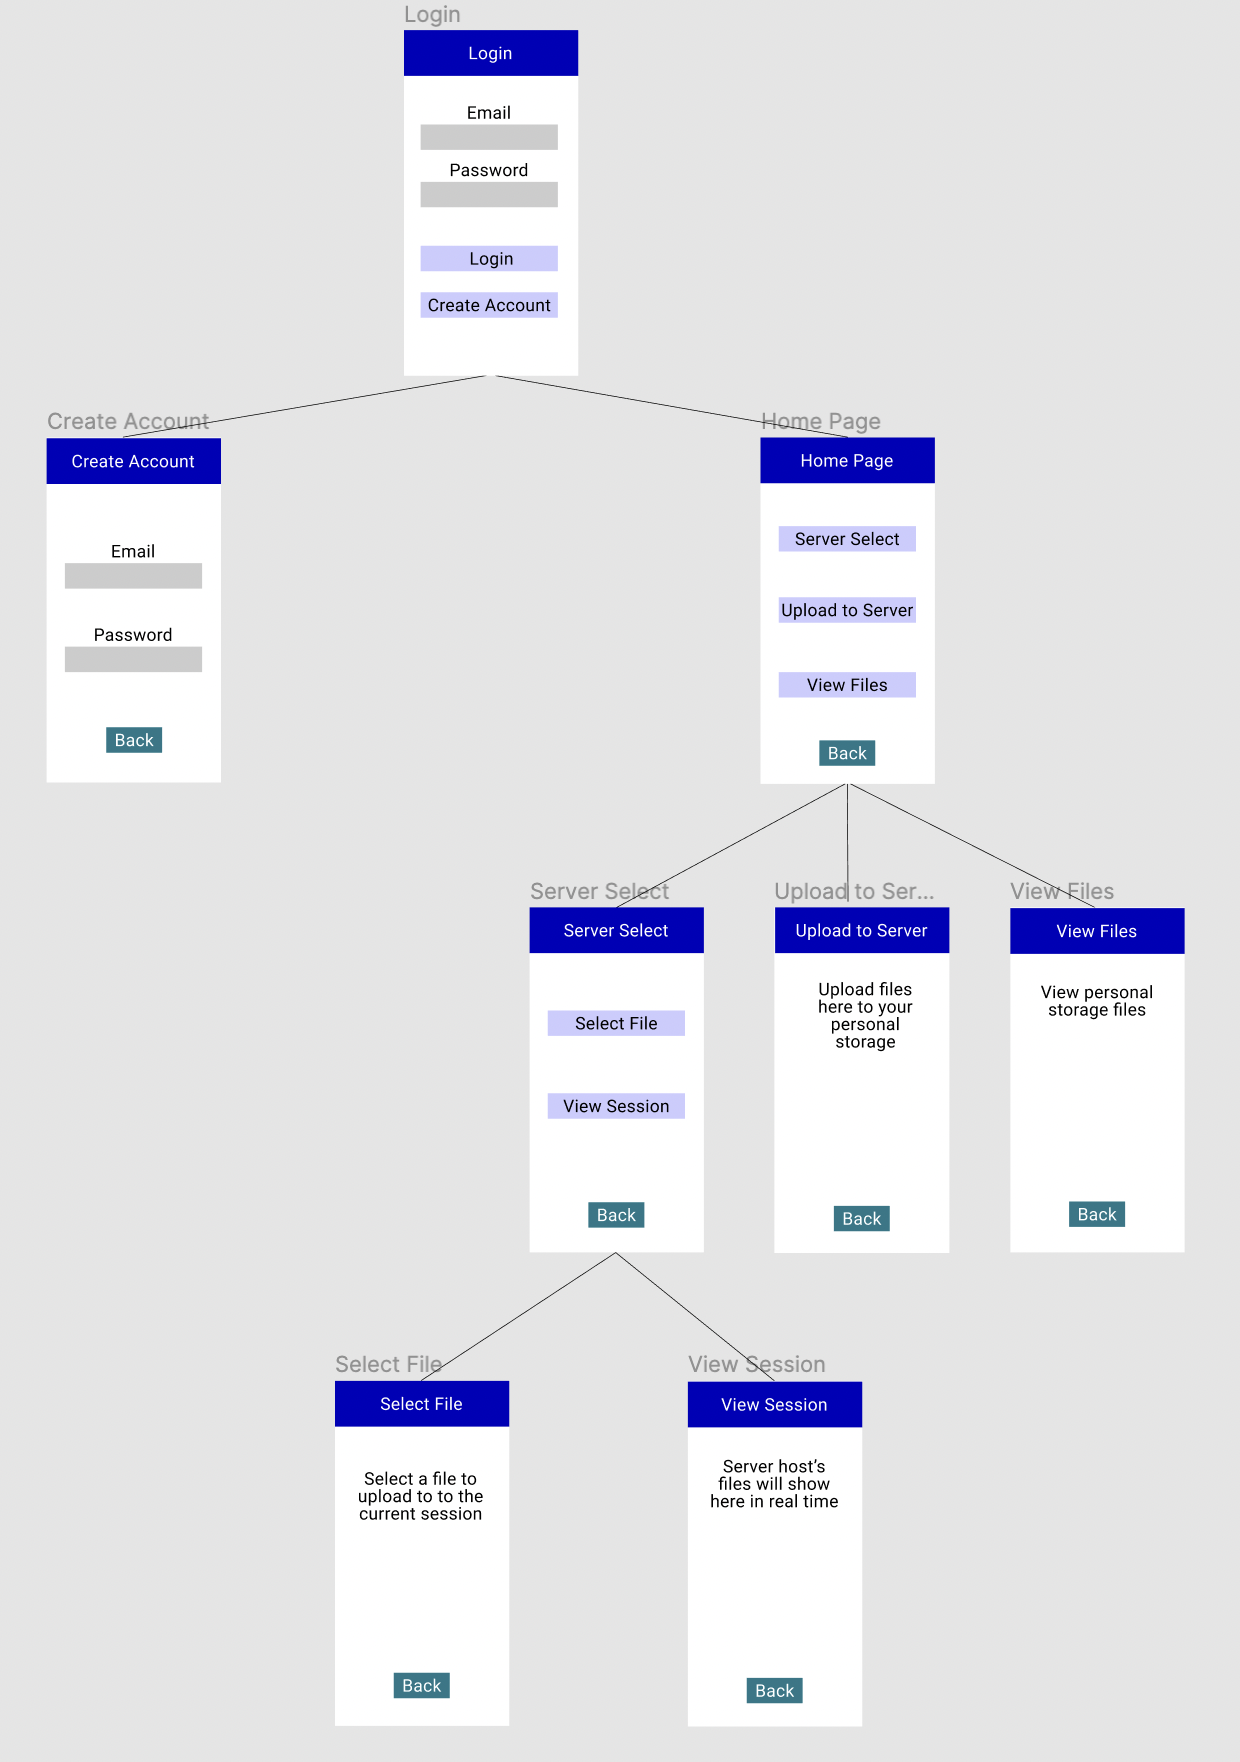 Login
Login
Email
Password
Login
Create Account
Create Account
Create Account
Email
Password
Back
Home Page
Home Page
Server Select
Upload to Server
View Files
Back
Server Select
Server Select
Select File
View Session
Back
Upload to Ser...
Upload to Server
Upload files
here to your
personal
storage
Back
View Files
View Files
View personal
storage files
Back
Select File
Select File
Select a file to
upload to to the
current session
Back
View Session
View Session
Server host's
files will show
here in real time
Back